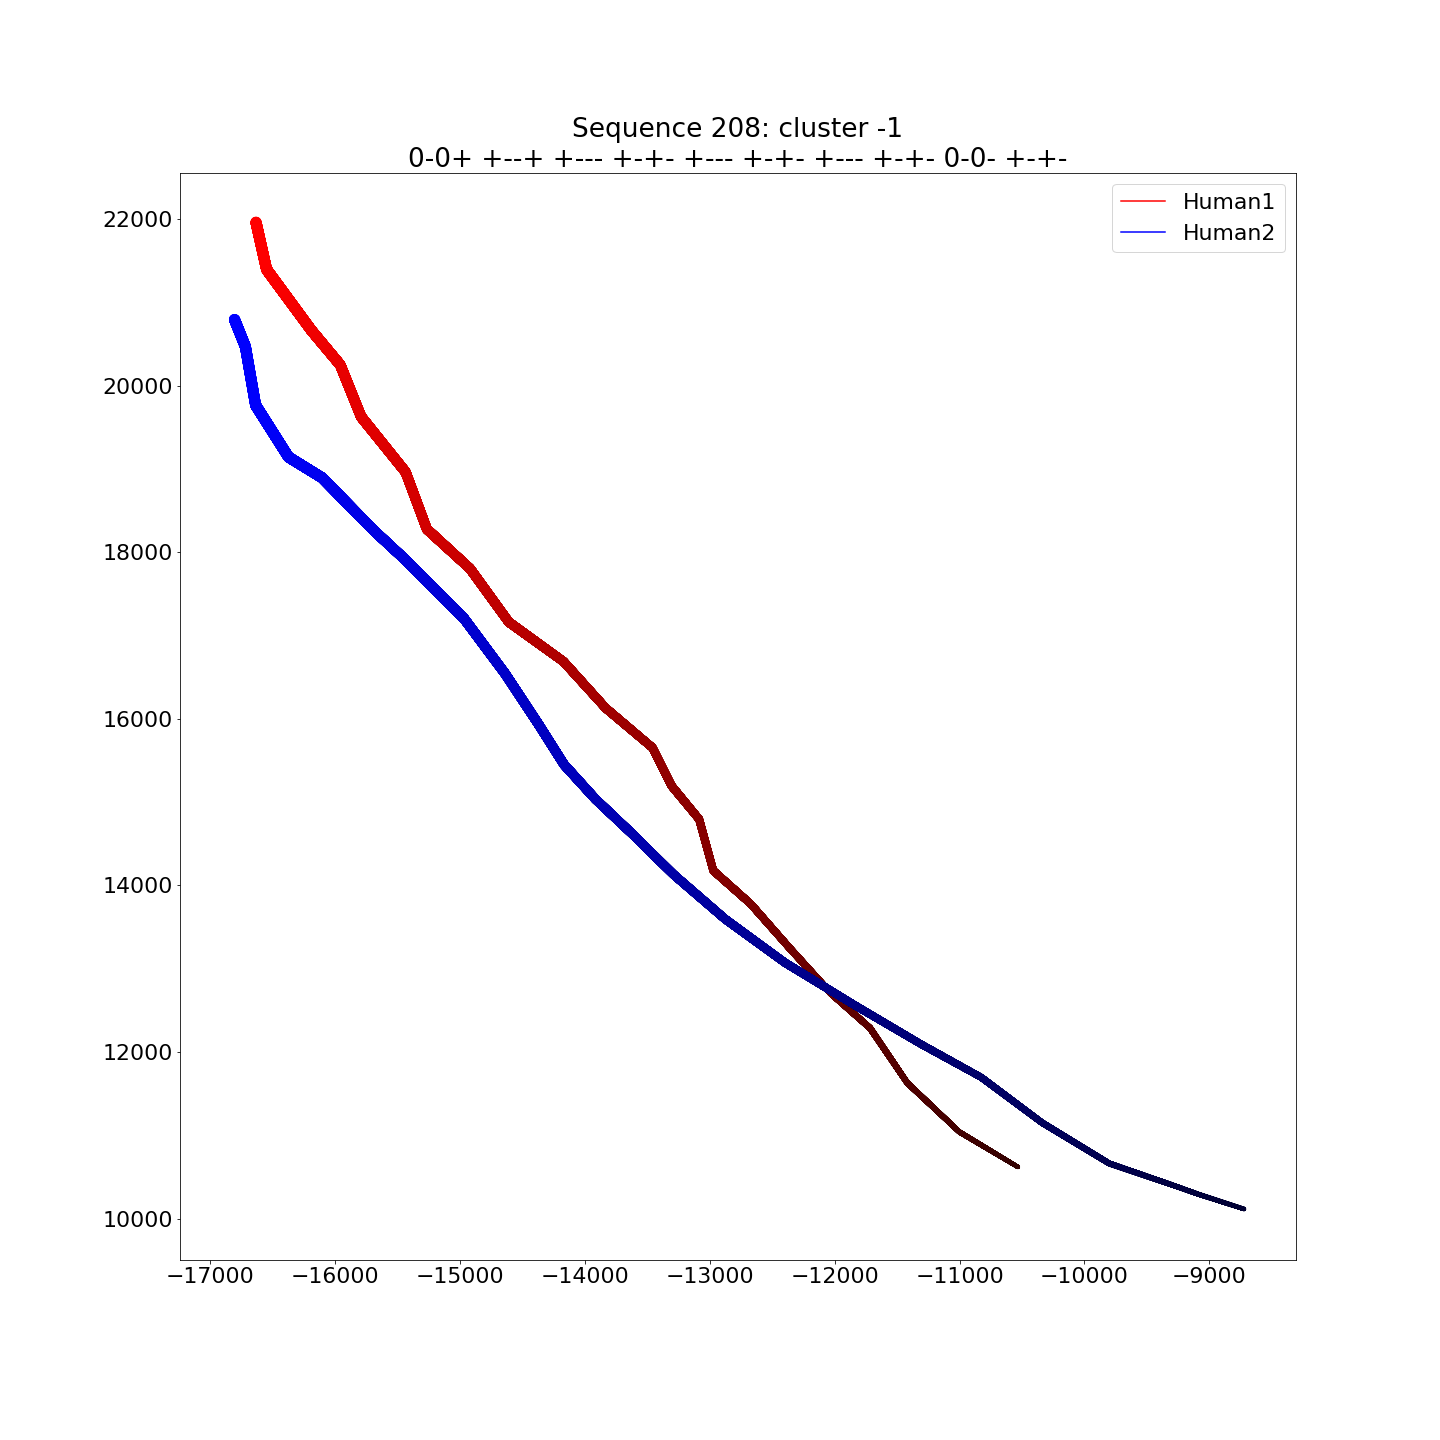 Sequence 208: cluster -1
0-0+ +--+ +--- +-+- +--- +-+- +--- +-+- 0-0- +-+-
Human1
Human2
22000
20000
18000
16000
14000
12000
10000
−17000 −16000 −15000 −14000 −13000 −12000 −11000 −10000 −9000